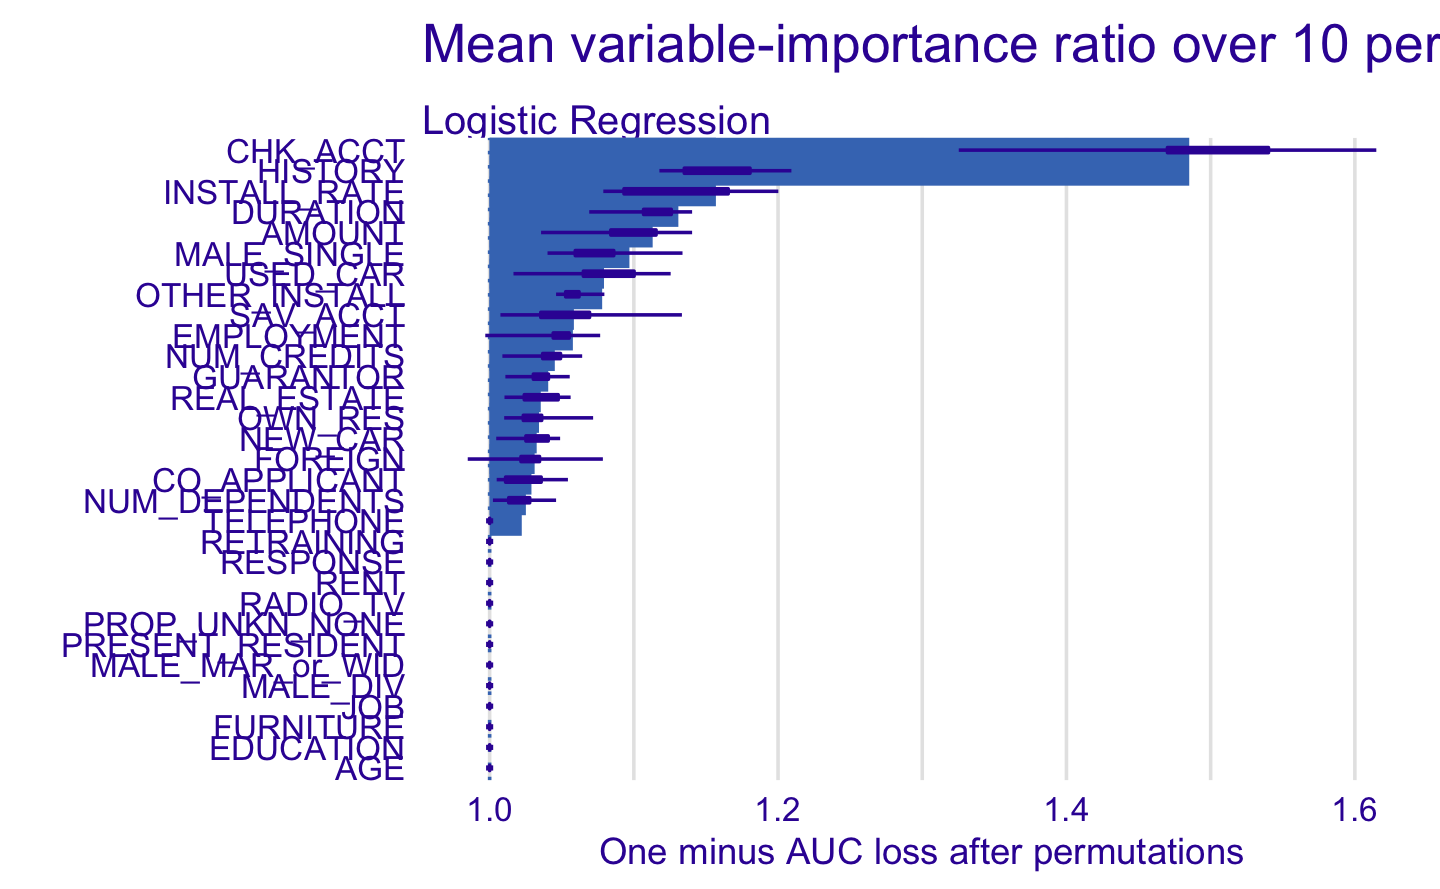 Mean variable-importance ratio over 10 per
Logistic Regression
CHK_ACCT
HISTORY
INSTALL_RATE
DURATION
AMOUNT
MALE_SINGLE
USED_CAR
OTHER_INSTALL
SAV_ACCT
EMPLOYMENT
NUM_CREDITS
GUARANTOR
REAL_ESTATE
OWN_RES
NEW_CAR
FOREIGN
CO_APPLICANT
NUM_DEPENDENTS
TELEPHONE
RETRAINING
RESPONSE
RENT
RADIO_TV
PROP_UNKN_NONE
PRESENT_RESIDENT
MALE_MAR_or_WID
MALE_DIV
JOB
FURNITURE
EDUCATION
AGE
1.0 1.2 1.4 1.6
One minus AUC loss after permutations